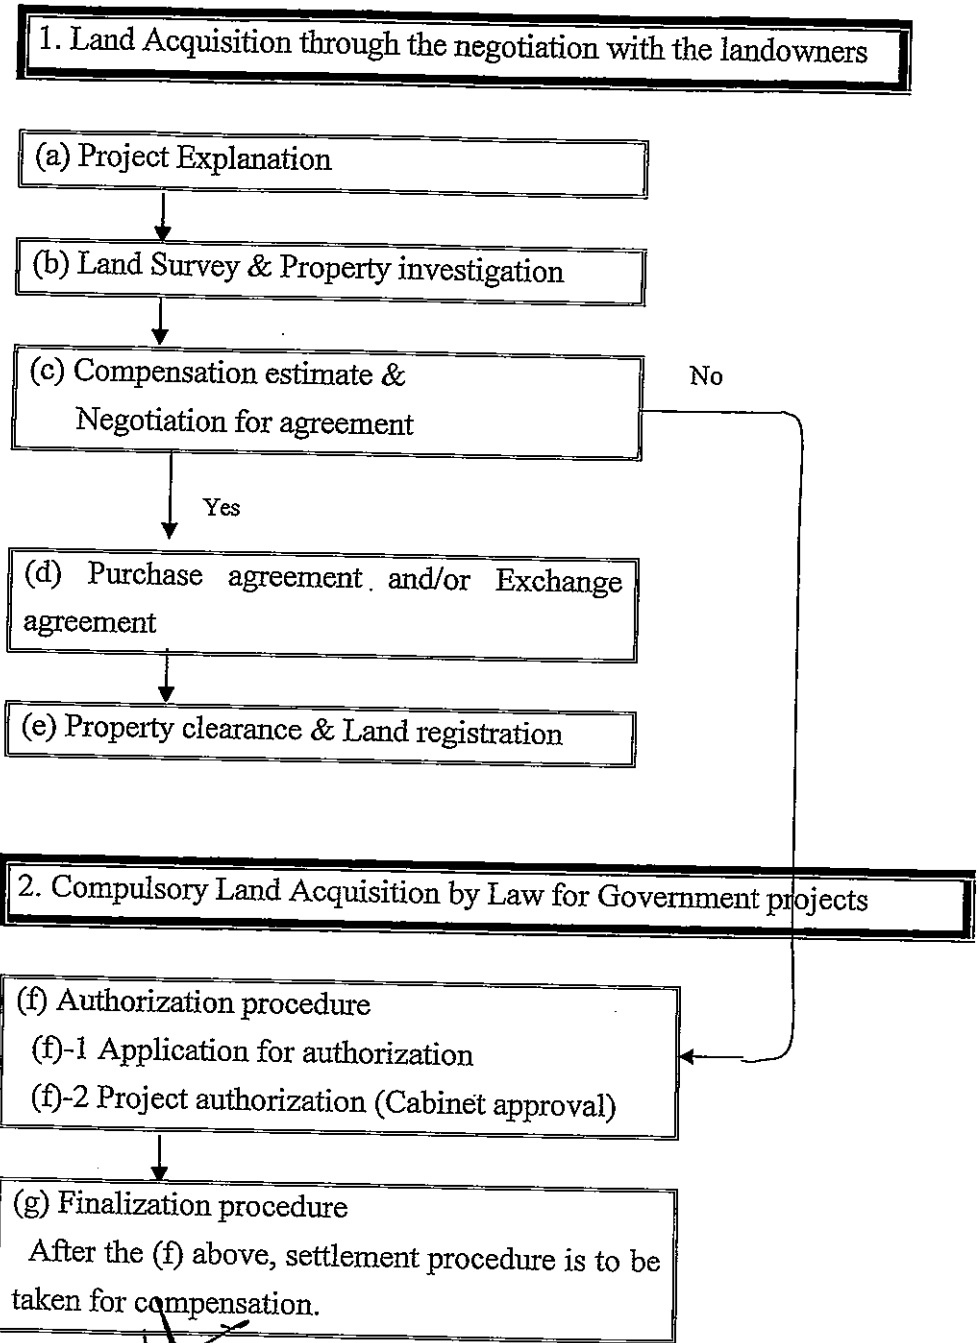 1. Land Acquisition through the negotiation with the landowners
(a) Project Explanation
(b) Land Survey & Property investigation
(c) Compensation estimate &
Negotiation for agreement
No
Yes
(d) Purchase agreement and/or Exchange
agreement
(e) Property clearance & Land registration
2. Compulsory Land Acquisition by Law for Government projects
(f) Authorization procedure
(f)-1 Application for authorization
(f)-2 Project authorization (Cabinet approval)
(g) Finalization procedure
After the (f) above, settlement procedure is to be
taken for compensation.